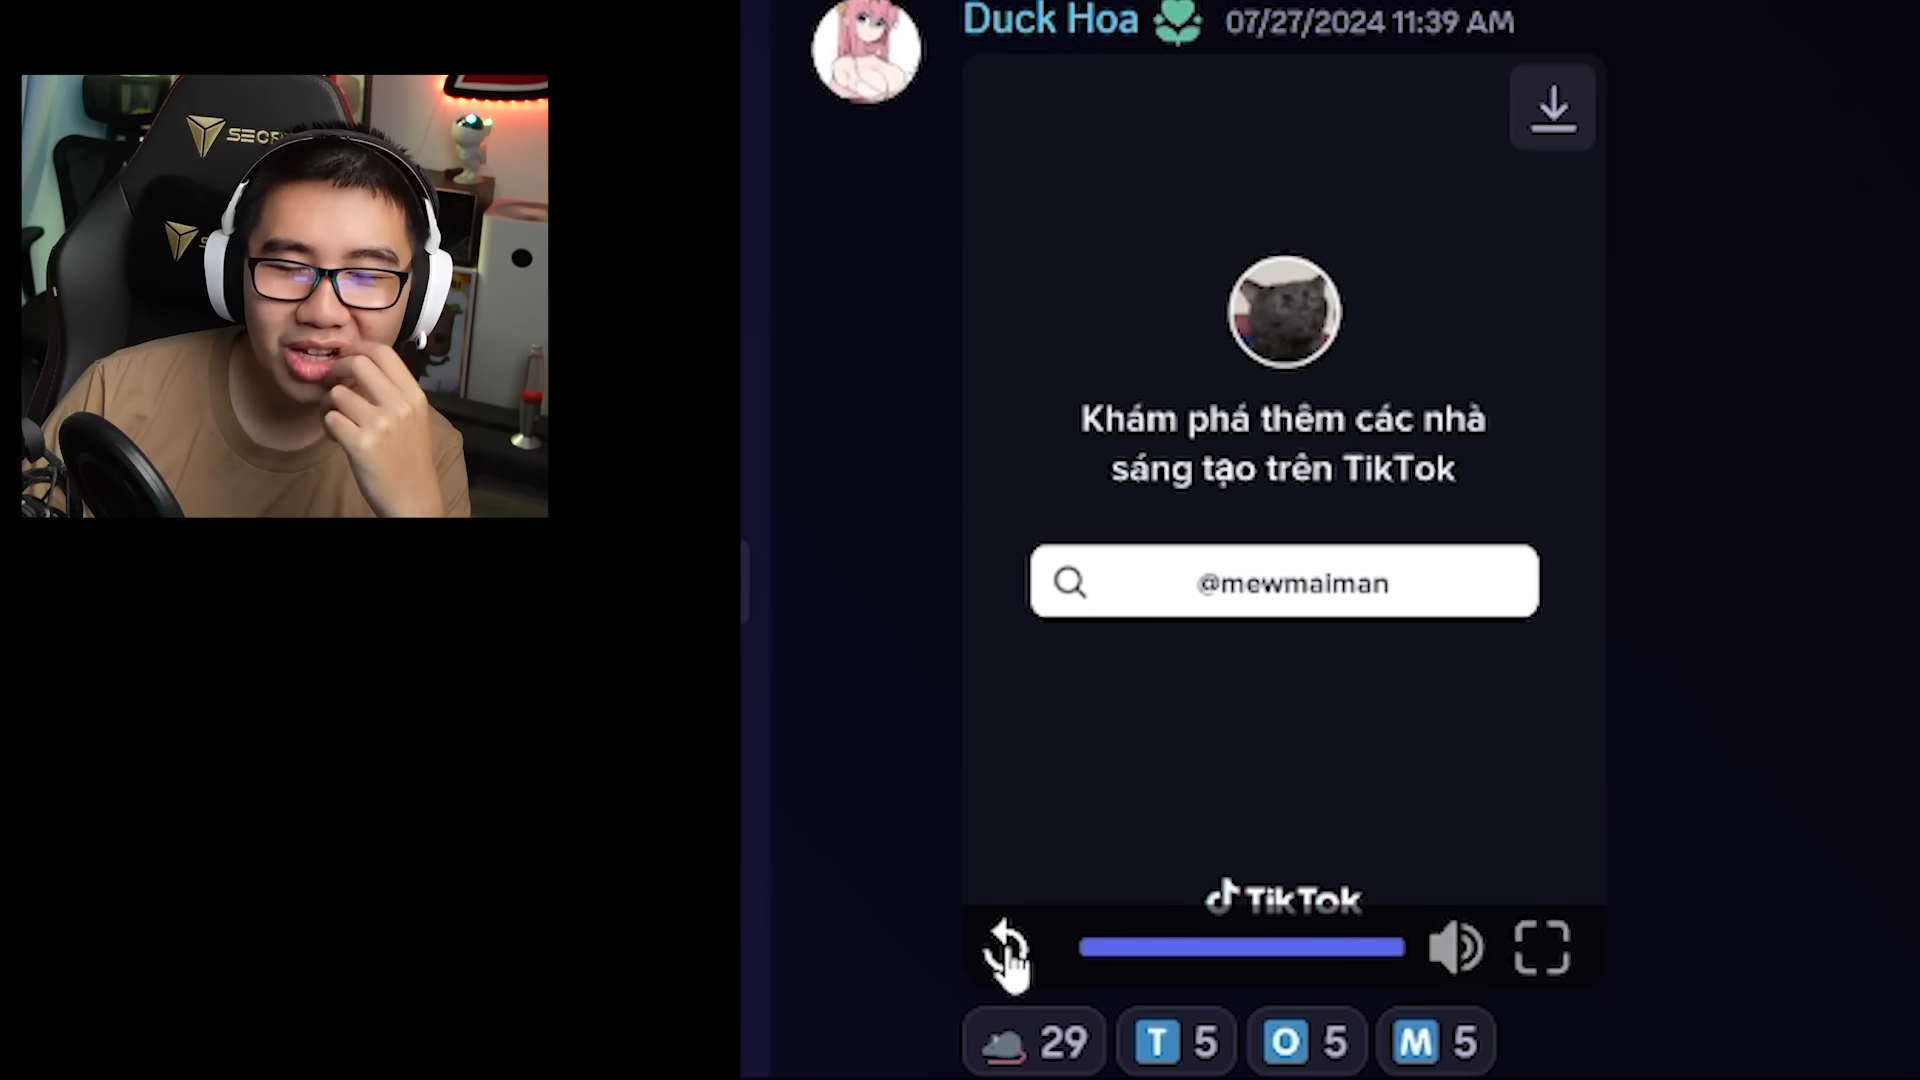 SECR
S
Duck Hoa 07/27/2024 11:39 AM
Khám phá thêm các nhà
sáng tạo trên TikTok
@mewmaiman
TikTok
29 T 5 O 5 M 5